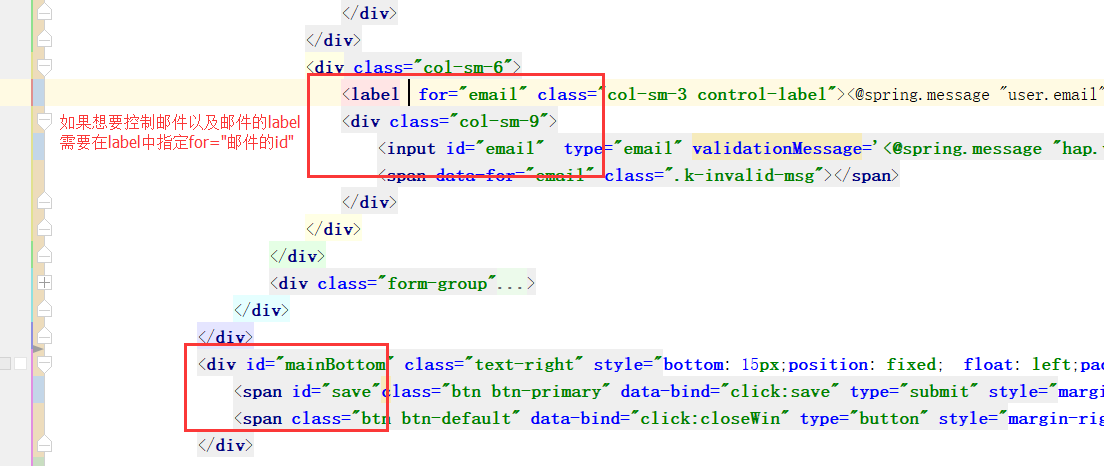 </div>
</div>
<div class="col-sm-6">
<label for="email" class="col-sm-3 control-label"><@spring.message "user.email"
如果想要控制邮件以及邮件的label
<div class="col-sm-9">
需要在label中指定for="邮件的id"
<input id="email" type="email" validationMessage='<@spring.message "hap.
<span data-for="email" class=".k-invalid-msg"></span>
</div>
</div>
</div>
<div class="form-group"...>
</div>
</div>
<div id="mainBottom" class="text-right" style="bottom: 15px;position: fixed; float: left;pad
<span id="save"class="btn btn-primary" data-bind="click:save" type="submit" style="margin
<span class="btn btn-default" data-bind="click:closeWin" type="button" style="margin-rig
</div>